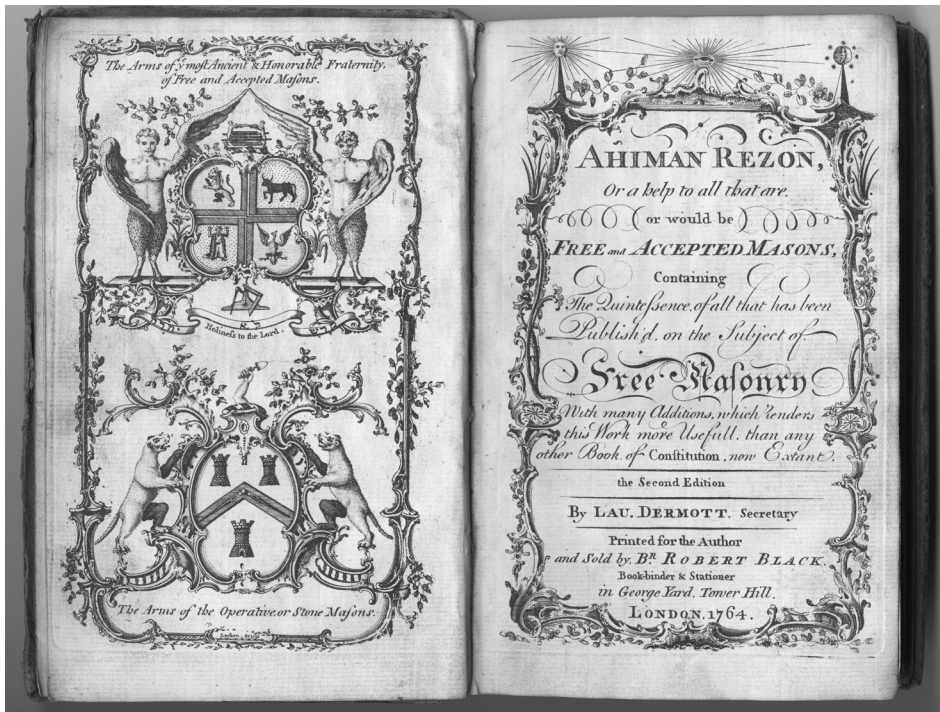 The Arms of yͤ most Ancient & Honorable Fraternity,
of Free and Accepted Masons.
Holiness to the Lord.
The Arms of the Operative, or Stone Masons.
AHIMAN REZON,
Or a help to all that are.
or would be
FREE and ACCEPTED MASONS,
Containing
The Quintessence, of all that has been
Publish'd. on the Subject of
Free Masonry
With many Additions, which renders
this Work more Usefull. than any
other Book. of Constitution, now Extant.
the Second Edition
By LAU. DERMOTT. Secretary
Printed for the Author
and Sold by, Bᴿ ROBERT BLACK.
Book-binder & Stationer
in George Yard. Tower Hill.
LONDON, 1764.